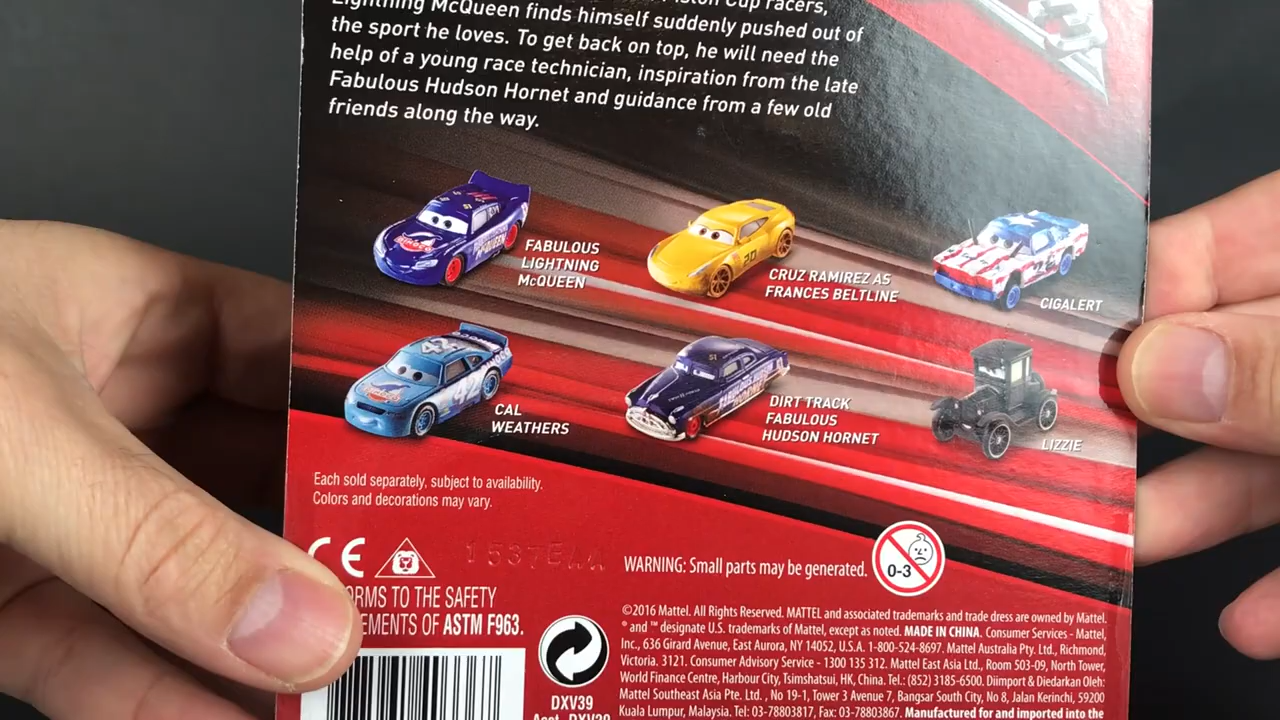 Piston Cup racers,
Lightning McQueen finds himself suddenly pushed out of
the sport he loves. To get back on top, he will need the
help of a young race technician, inspiration from the late
Fabulous Hudson Hornet and guidance from a few old
friends along the way.
FABULOUS
LIGHTNING
McQUEEN
CRUZ RAMIREZ AS
FRANCES BELTLINE
CIGALERT
CAL
WEATHERS
DIRT TRACK
FABULOUS
HUDSON HORNET
LIZZIE
Each sold separately, subject to availability.
Colors and decorations may vary.
CE
1537EAA
WARNING: Small parts may be generated.
0-3
ORMS TO THE SAFETY
EMENTS OF ASTM F963.
DXV39
Asst. DXV29
©2016 Mattel. All Rights Reserved. MATTEL and associated trademarks and trade dress are owned by Mattel.
® and ™ designate U.S. trademarks of Mattel, except as noted. MADE IN CHINA. Consumer Services - Mattel,
Inc., 636 Girard Avenue, East Aurora, NY 14052, U.S.A. 1-800-524-8697. Mattel Australia Pty. Ltd., Richmond,
Victoria. 3121. Consumer Advisory Service - 1300 135 312. Mattel East Asia Ltd., Room 503-09, North Tower,
World Finance Centre, Harbour City, Tsimshatsui, HK, China. Tel.: (852) 3185-6500. Diimport & Diedarkan Oleh:
Mattel Southeast Asia Pte. Ltd., No 19-1, Tower 3 Avenue 7, Bangsar South City, No 8, Jalan Kerinchi, 59200
Kuala Lumpur, Malaysia. Tel: 03-78803817, Fax: 03-78803867. Manufactured for and imported into the